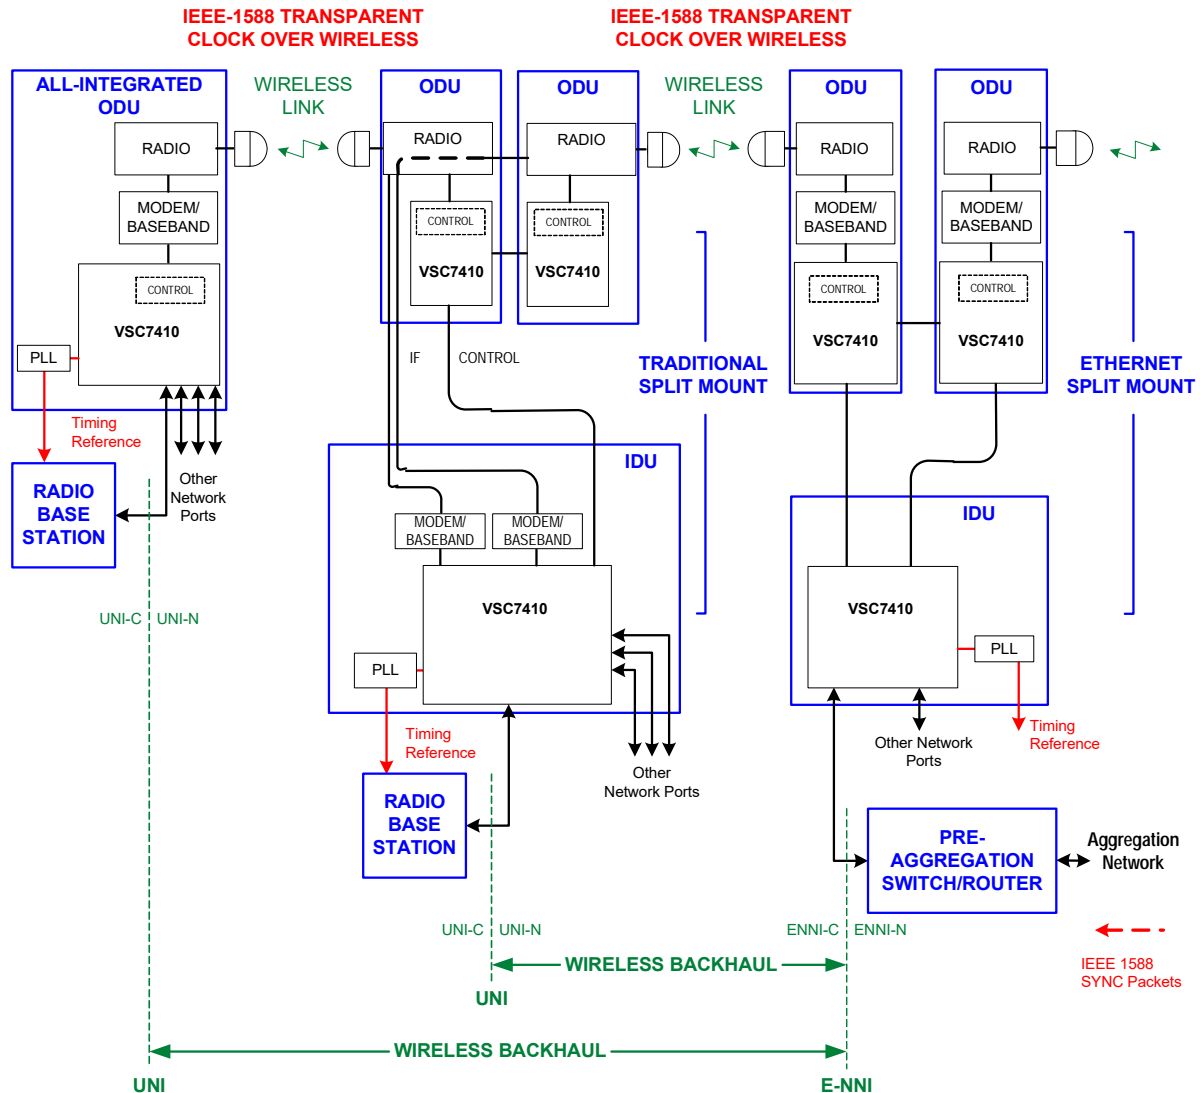 IEEE-1588 TRANSPARENT
CLOCK OVER WIRELESS
IEEE-1588 TRANSPARENT
CLOCK OVER WIRELESS
ALL-INTEGRATED
ODU
WIRELESS
LINK
ODU
ODU
WIRELESS
LINK
ODU
ODU
RADIO
RADIO
RADIO
RADIO
RADIO
MODEM/
BASEBAND
CONTROL
CONTROL
MODEM/
BASEBAND
MODEM/
BASEBAND
CONTROL
VSC7410
VSC7410
VSC7410
CONTROL
VSC7410
CONTROL
VSC7410
PLL
IF
CONTROL
TRADITIONAL
SPLIT MOUNT
ETHERNET
SPLIT MOUNT
Timing
Reference
Other
Network
Ports
RADIO
BASE
STATION
IDU
MODEM/
BASEBAND
MODEM/
BASEBAND
IDU
VSC7410
VSC7410
UNI-C
UNI-N
PLL
PLL
Timing
Reference
Other
Network Ports
Other Network
Ports
Timing
Reference
RADIO
BASE
STATION
PRE-
AGGREGATION
SWITCH/ROUTER
Aggregation
Network
UNI-C
UNI-N
ENNI-C
ENNI-N
WIRELESS BACKHAUL
IEEE 1588
SYNC Packets
UNI
WIRELESS BACKHAUL
UNI
E-NNI